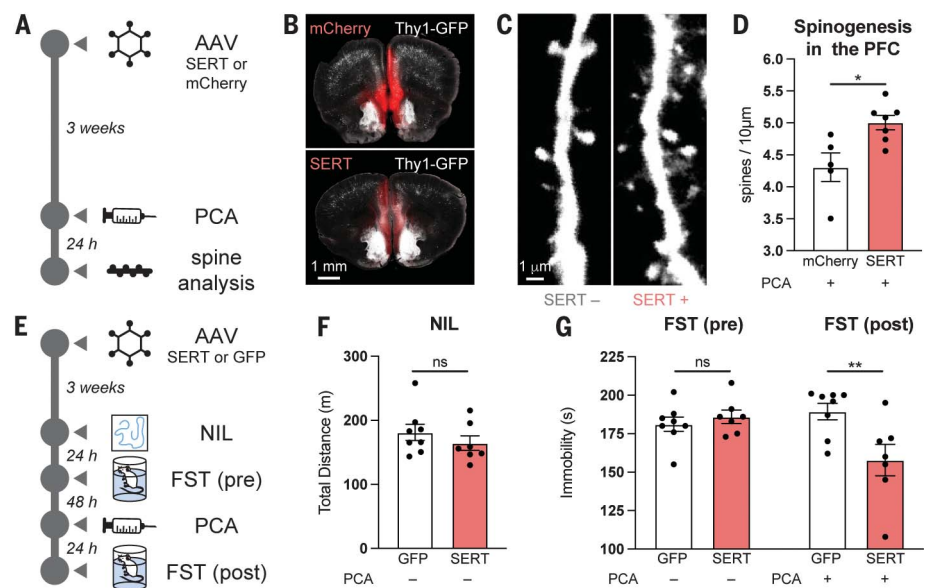 A
AAV
SERT or
mCherry
3 weeks
PCA
24 h
spine
analysis
B
mCherry Thy1-GFP
SERT Thy1-GFP
1 mm
C
1 μm
SERT – SERT +
D
Spinogenesis
in the PFC
*
spines / 10μm
6.0
5.5
5.0
4.5
4.0
3.5
3.0
mCherry SERT
PCA + +
E
AAV
SERT or GFP
3 weeks
NIL
24 h
FST (pre)
48 h
PCA
24 h
FST (post)
F
NIL
ns
Total Distance (m)
300
200
100
0
GFP SERT
PCA – –
G
FST (pre) FST (post)
ns **
Immobility (s)
225
200
175
150
125
100
GFP SERT GFP SERT
PCA – – + +